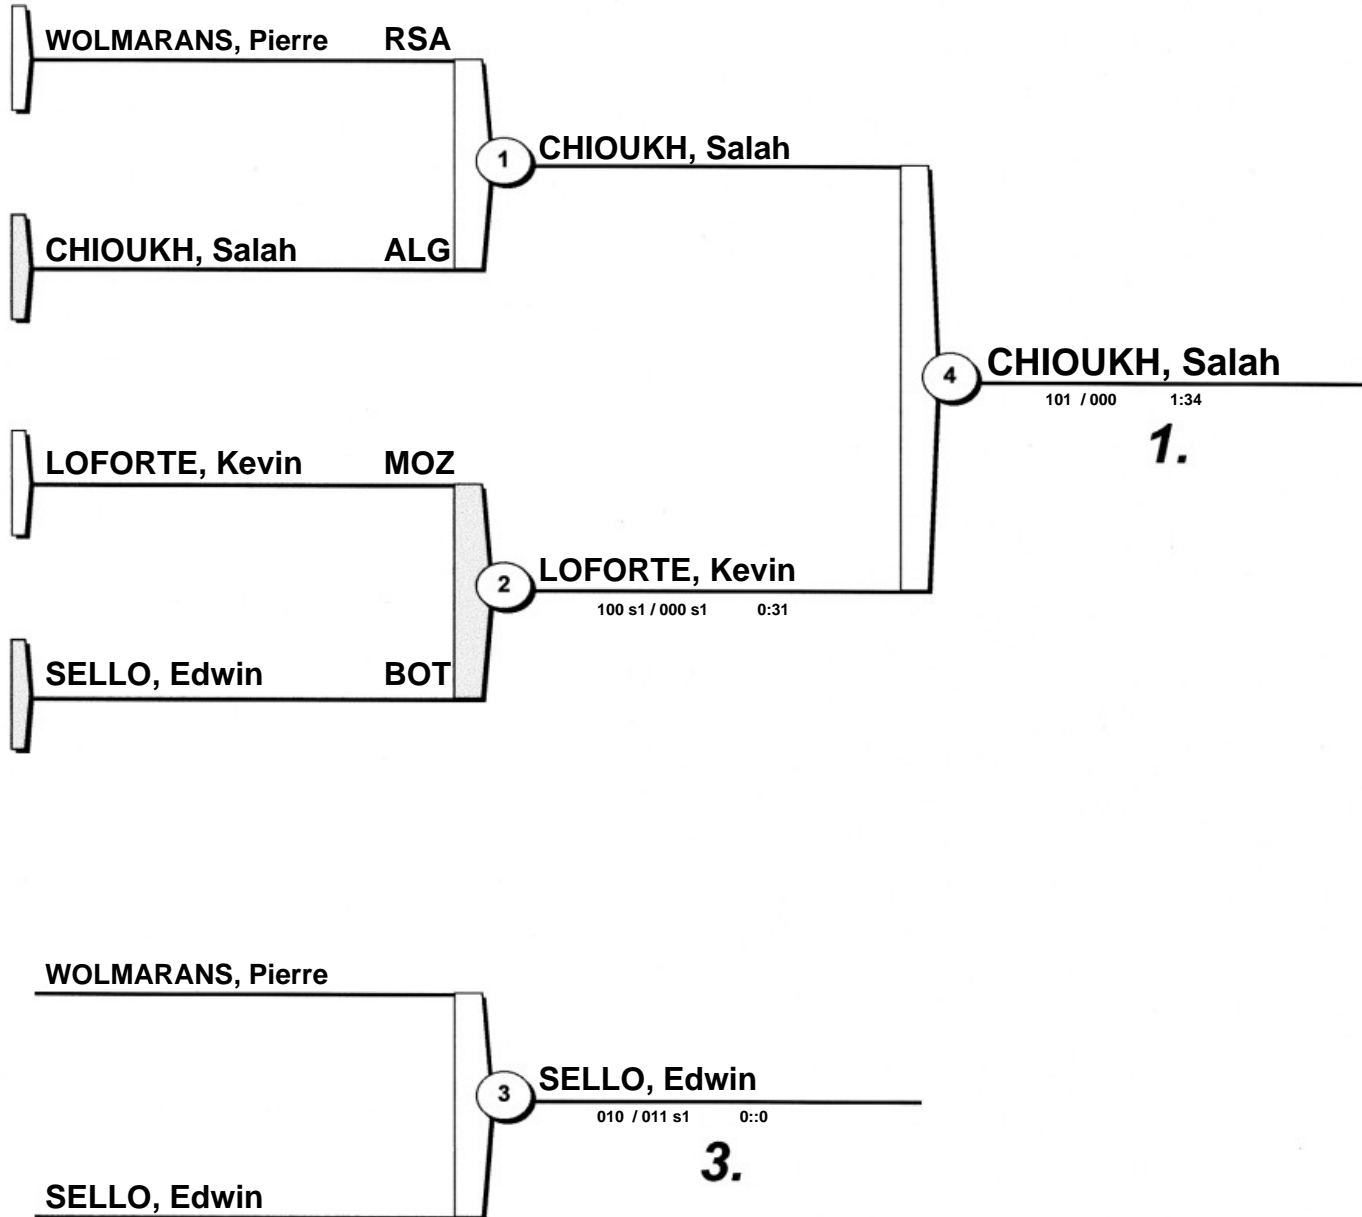 WOLMARANS, Pierre RSA
1 CHIOUKH, Salah
CHIOUKH, Salah ALG
4 CHIOUKH, Salah
101 / 000 1:34
1.
LOFORTE, Kevin MOZ
2 LOFORTE, Kevin
100 s1 / 000 s1 0:31
SELLO, Edwin BOT
WOLMARANS, Pierre
3 SELLO, Edwin
010 / 011 s1 0::0
3.
SELLO, Edwin